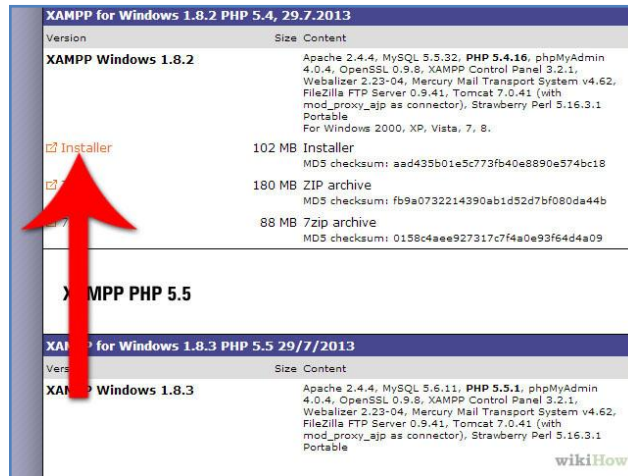 XAMPP for Windows 1.8.2 PHP 5.4, 29.7.2013
Version Size Content
XAMPP Windows 1.8.2 Apache 2.4.4, MySQL 5.5.32, PHP 5.4.16, phpMyAdmin
4.0.4, OpenSSL 0.9.8, XAMPP Control Panel 3.2.1,
Webalizer 2.23-04, Mercury Mail Transport System v4.62,
FileZilla FTP Server 0.9.41, Tomcat 7.0.41 (with
mod_proxy_ajp as connector), Strawberry Perl 5.16.3.1
Portable
For Windows 2000, XP, Vista, 7, 8.
Installer 102 MB Installer
MD5 checksum: aad435b01e5c773fb40e8890e574bc18
180 MB ZIP archive
MD5 checksum: fb9a0732214390ab1d52d7bf080da44b
88 MB 7zip archive
MD5 checksum: 0158c4aee927317c7f4a0e93f64d4a09
XAMPP PHP 5.5
XAMPP for Windows 1.8.3 PHP 5.5 29/7/2013
Version Size Content
XAMPP Windows 1.8.3 Apache 2.4.4, MySQL 5.6.11, PHP 5.5.1, phpMyAdmin
4.0.4, OpenSSL 0.9.8, XAMPP Control Panel 3.2.1,
Webalizer 2.23-04, Mercury Mail Transport System v4.62,
FileZilla FTP Server 0.9.41, Tomcat 7.0.41 (with
mod_proxy_ajp as connector), Strawberry Perl 5.16.3.1
Portable
wikiHow